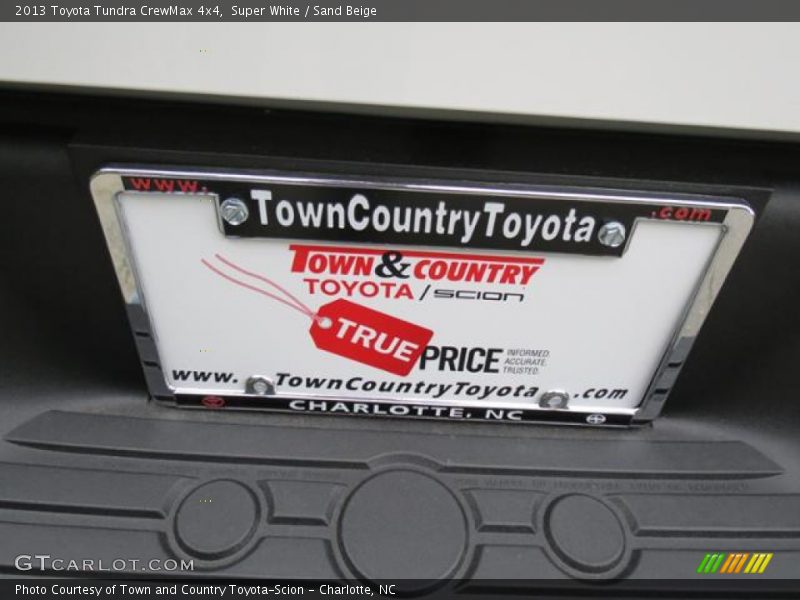 2013 Toyota Tundra CrewMax 4x4, Super White / Sand Beige
www. TownCountryToyota .com
TOWN & COUNTRY
TOYOTA / SCION
TRUE PRICE INFORMED. ACCURATE. TRUSTED.
www. TownCountryToyota .com
CHARLOTTE, NC
GTCARLOT.COM
Photo Courtesy of Town and Country Toyota-Scion - Charlotte, NC